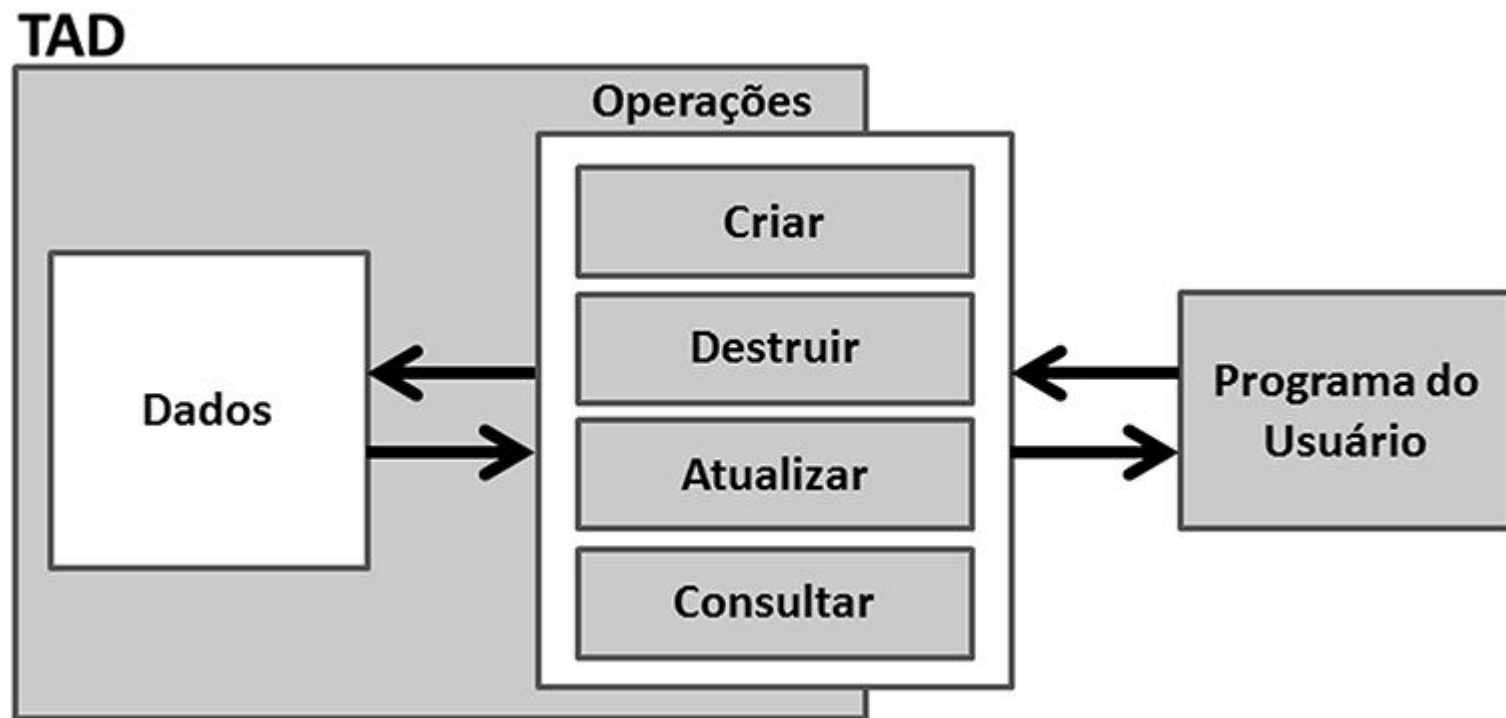 TAD
Operações
Criar
Destruir
Atualizar
Consultar
Dados
Programa do
Usuário